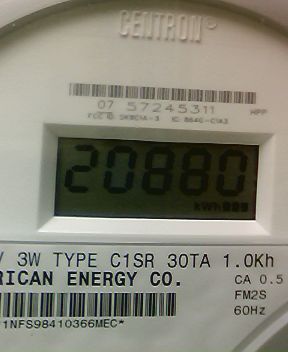 CENTRON®
07 57245311 HPP
20880
kWh
V 3W TYPE C1SR 30TA 1.0Kh
RICAN ENERGY CO. CA 0.5
FM2S
1NFS98410366MEC* 60Hz